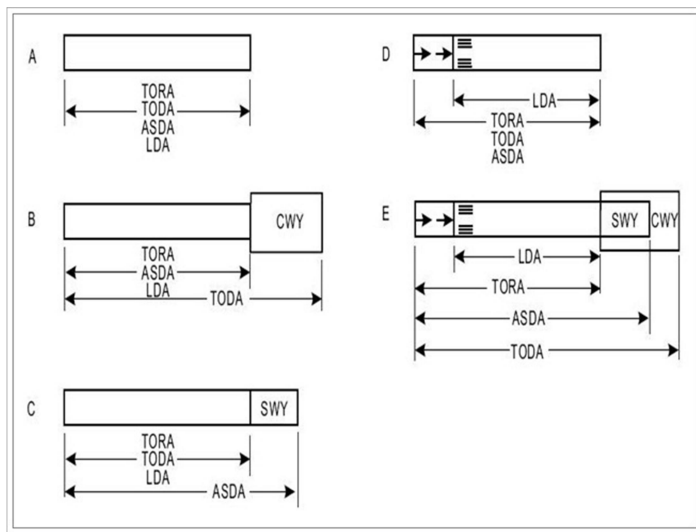 A
TORA
TODA
ASDA
LDA
B
CWY
TORA
ASDA
LDA TODA
C
SWY
TORA
TODA
LDA
ASDA
D
LDA
TORA
TODA
ASDA
E
SWY CWY
LDA
TORA
ASDA
TODA